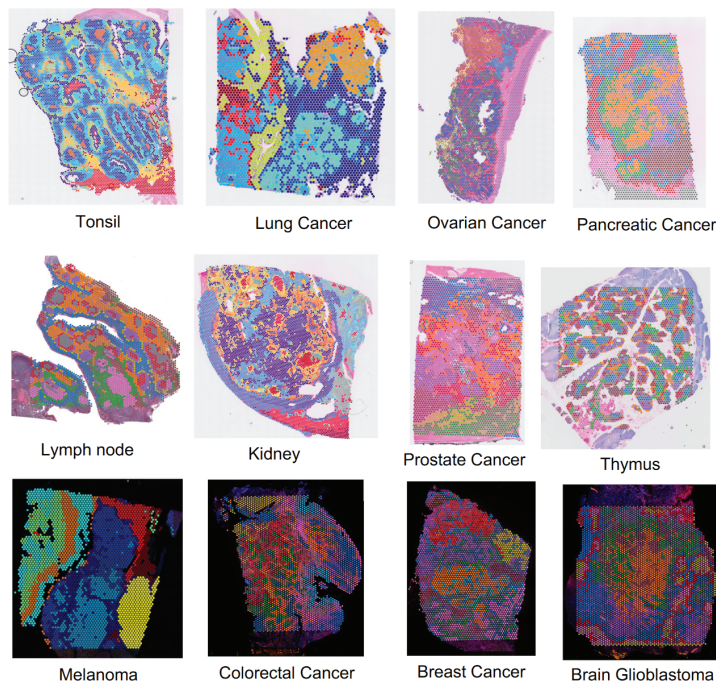 Tonsil
Lung Cancer
Ovarian Cancer
Pancreatic Cancer
Lymph node
Kidney
Prostate Cancer
Thymus
Melanoma
Colorectal Cancer
Breast Cancer
Brain Glioblastoma